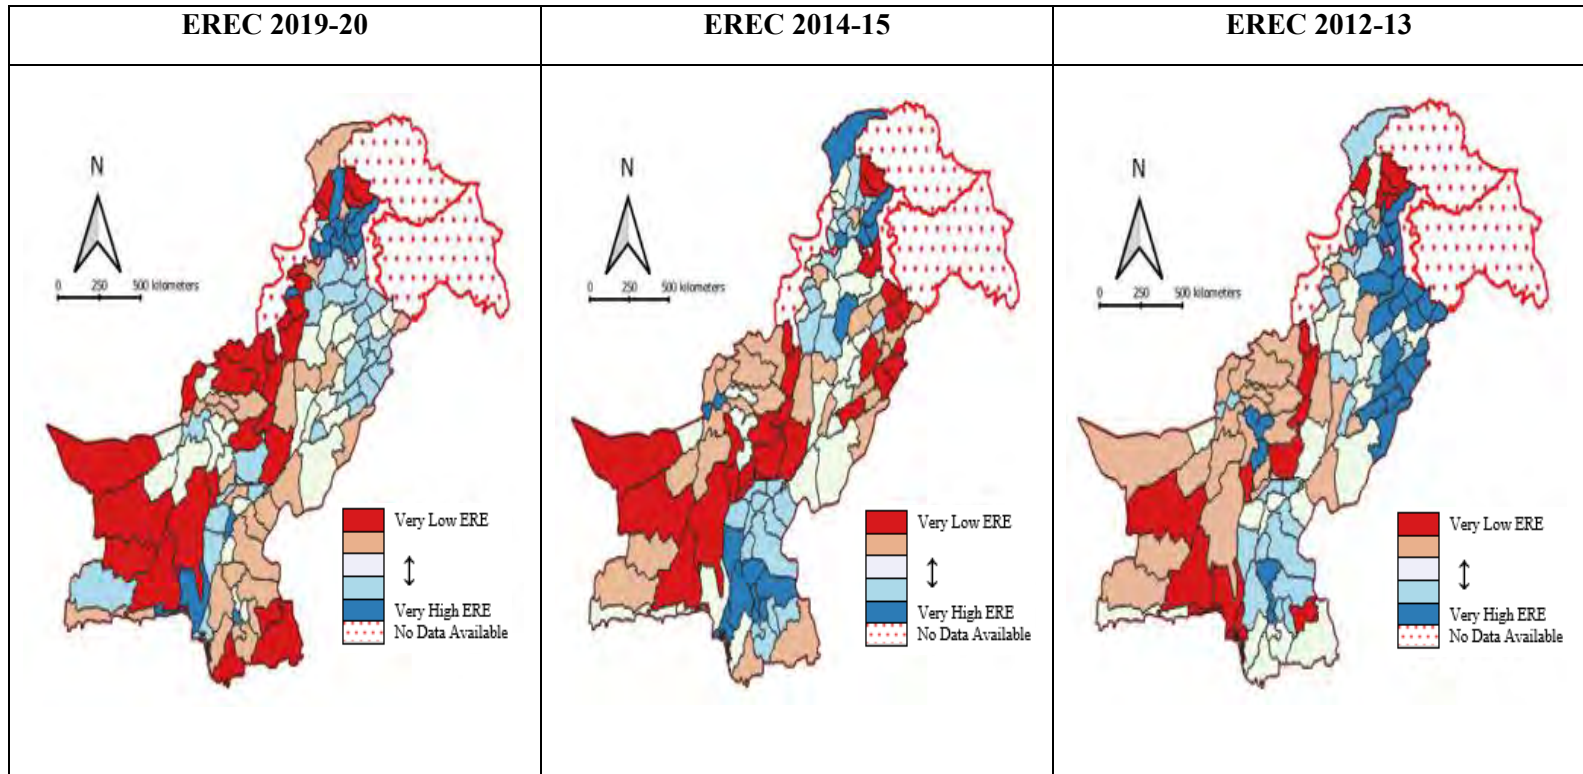 EREC 2019-20
EREC 2014-15
EREC 2012-13
N
0 250 500 kilometers
Very Low ERE
↕
Very High ERE
No Data Available
N
0 250 500 kilometers
Very Low ERE
↕
Very High ERE
No Data Available
N
0 250 500 kilometers
Very Low ERE
↕
Very High ERE
No Data Available